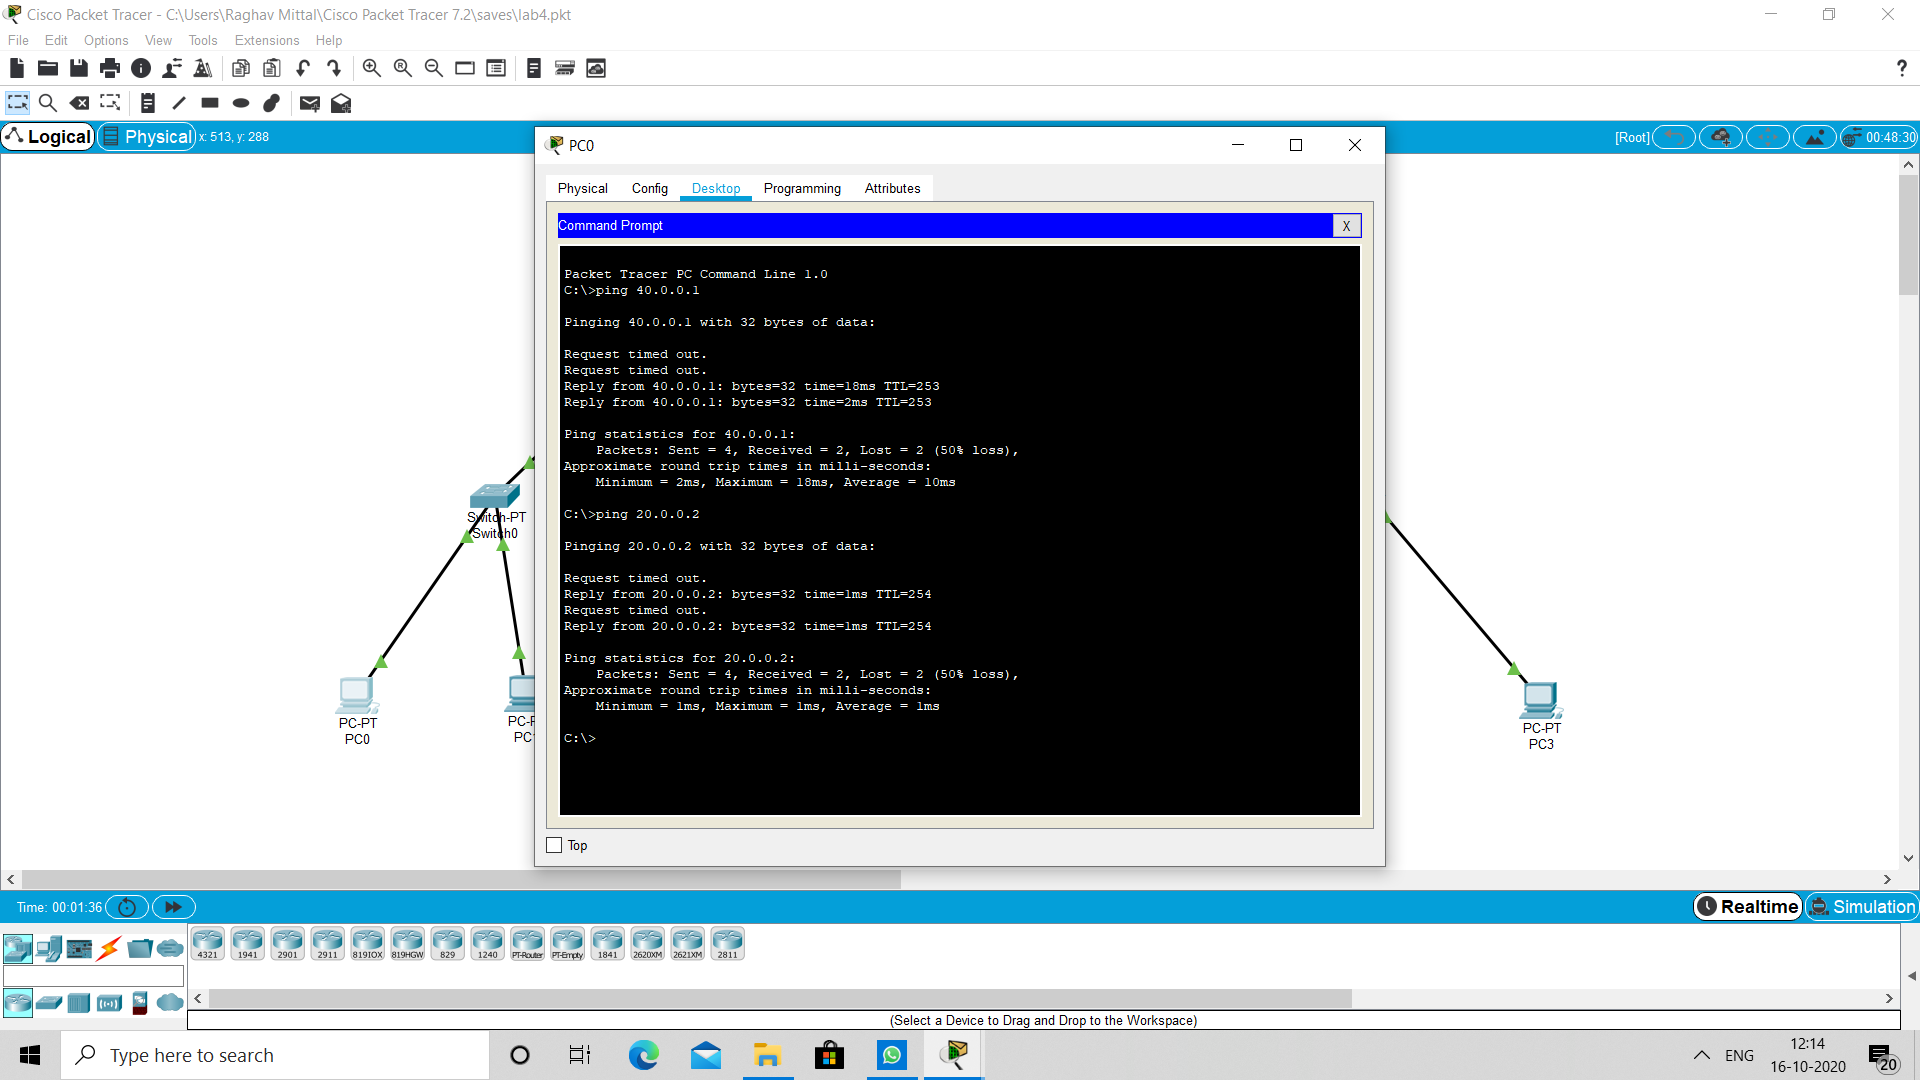 Cisco Packet Tracer - C:\Users\Raghav Mittal\Cisco Packet Tracer 7.2\saves\lab4.pkt
File Edit Options View Tools Extensions Help
?
Logical Physical x: 513, y: 288 [Root] 00:48:30
PC0
Physical Config Desktop Programming Attributes
Command Prompt X
Packet Tracer PC Command Line 1.0
C:\>ping 40.0.0.1
Pinging 40.0.0.1 with 32 bytes of data:
Request timed out.
Request timed out.
Reply from 40.0.0.1: bytes=32 time=18ms TTL=253
Reply from 40.0.0.1: bytes=32 time=2ms TTL=253
Ping statistics for 40.0.0.1:
Packets: Sent = 4, Received = 2, Lost = 2 (50% loss),
Approximate round trip times in milli-seconds:
Minimum = 2ms, Maximum = 18ms, Average = 10ms
C:\>ping 20.0.0.2
Pinging 20.0.0.2 with 32 bytes of data:
Request timed out.
Reply from 20.0.0.2: bytes=32 time=1ms TTL=254
Request timed out.
Reply from 20.0.0.2: bytes=32 time=1ms TTL=254
Ping statistics for 20.0.0.2:
Packets: Sent = 4, Received = 2, Lost = 2 (50% loss),
Approximate round trip times in milli-seconds:
Minimum = 1ms, Maximum = 1ms, Average = 1ms
C:\>
Top
Switch-PT
Switch0
PC-PT
PC0
PC-PT
PC3
Time: 00:01:36 Realtime Simulation
4321 1941 2901 2911 819IOX 819HGW 829 1240 PT-Router PT-Empty 1841 2620XM 2621XM 2811
(Select a Device to Drag and Drop to the Workspace)
Type here to search
ENG
12:14
16-10-2020
20